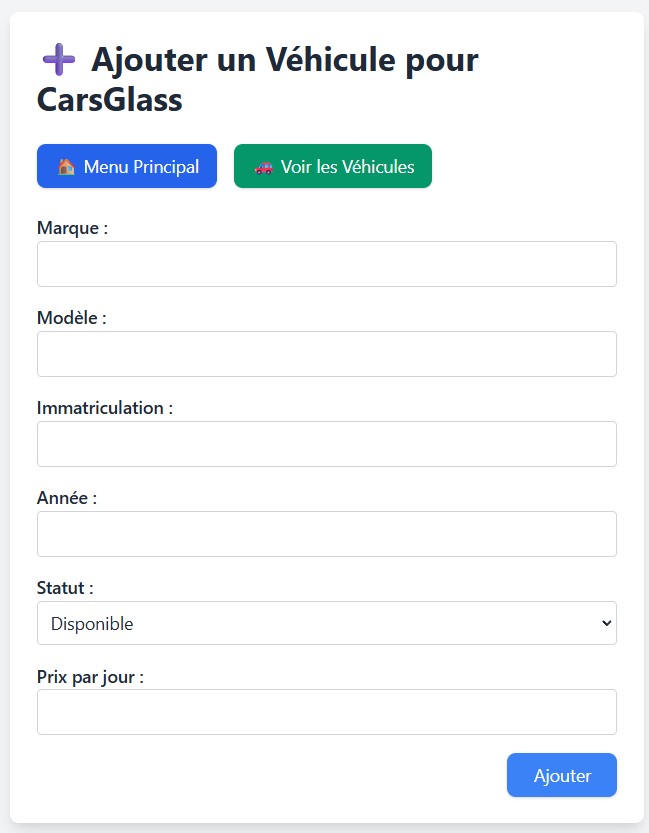 ➕ Ajouter un Véhicule pour
CarsGlass
🏠 Menu Principal
🚗 Voir les Véhicules
Marque :
Modèle :
Immatriculation :
Année :
Statut :
Disponible
Prix par jour :
Ajouter